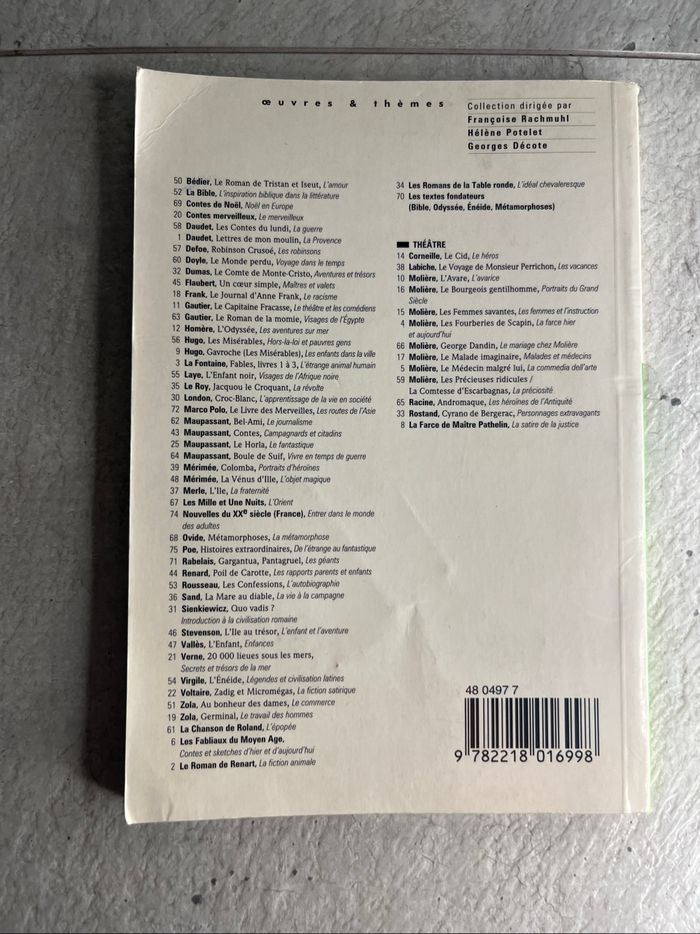 œuvres & thèmes
Collection dirigée par
Françoise Rachmuhl
Hélène Potelet
Georges Décote
50 Bédier, Le Roman de Tristan et Iseut, L'amour
52 La Bible, L'inspiration biblique dans la littérature
69 Contes de Noël, Noël en Europe
20 Contes merveilleux, Le merveilleux
58 Daudet, Les Contes du lundi, La guerre
1 Daudet, Lettres de mon moulin, La Provence
57 Defoe, Robinson Crusoé, Les robinsons
60 Doyle, Le Monde perdu, Voyage dans le temps
32 Dumas, Le Comte de Monte-Cristo, Aventures et trésors
45 Flaubert, Un cœur simple, Maîtres et valets
18 Frank, Le Journal d'Anne Frank, Le racisme
11 Gautier, Le Capitaine Fracasse, Le théâtre et les comédiens
63 Gautier, Le Roman de la momie, Visages de l'Égypte
12 Homère, L'Odyssée, Les aventures sur mer
56 Hugo, Les Misérables, Hors-la-loi et pauvres gens
9 Hugo, Gavroche (Les Misérables), Les enfants dans la ville
3 La Fontaine, Fables, livres 1 à 3, L'étrange animal humain
55 Laye, L'Enfant noir, Visages de l'Afrique noire
35 Le Roy, Jacquou le Croquant, La révolte
30 London, Croc-Blanc, L'apprentissage de la vie en société
72 Marco Polo, Le Livre des Merveilles, Les routes de l'Asie
62 Maupassant, Bel-Ami, Le journalisme
43 Maupassant, Contes, Campagnards et citadins
25 Maupassant, Le Horla, Le fantastique
64 Maupassant, Boule de Suif, Vivre en temps de guerre
39 Mérimée, Colomba, Portraits d'héroïnes
48 Mérimée, La Vénus d'Ille, L'objet magique
37 Merle, L'Ile, La fraternité
67 Les Mille et Une Nuits, L'Orient
74 Nouvelles du XXe siècle (France), Entrer dans le monde
des adultes
68 Ovide, Métamorphoses, La métamorphose
75 Poe, Histoires extraordinaires, De l'étrange au fantastique
71 Rabelais, Gargantua, Pantagruel, Les géants
44 Renard, Poil de Carotte, Les rapports parents et enfants
53 Rousseau, Les Confessions, L'autobiographie
36 Sand, La Mare au diable, La vie à la campagne
31 Sienkiewicz, Quo vadis ?
Introduction à la civilisation romaine
46 Stevenson, L'Ile au trésor, L'enfant et l'aventure
47 Vallès, L'Enfant, Enfances
21 Verne, 20 000 lieues sous les mers,
Secrets et trésors de la mer
54 Virgile, L'Énéide, Légendes et civilisation latines
22 Voltaire, Zadig et Micromégas, La fiction satirique
51 Zola, Au bonheur des dames, Le commerce
19 Zola, Germinal, Le travail des hommes
61 La Chanson de Roland, L'épopée
6 Les Fabliaux du Moyen Age,
Contes et sketches d'hier et d'aujourd'hui
2 Le Roman de Renart, La fiction animale
34 Les Romans de la Table ronde, L'idéal chevaleresque
70 Les textes fondateurs
(Bible, Odyssée, Énéide, Métamorphoses)
THÉÂTRE
14 Corneille, Le Cid, Le héros
38 Labiche, Le Voyage de Monsieur Perrichon, Les vacances
10 Molière, L'Avare, L'avarice
16 Molière, Le Bourgeois gentilhomme, Portraits du Grand
Siècle
15 Molière, Les Femmes savantes, Les femmes et l'instruction
4 Molière, Les Fourberies de Scapin, La farce hier
et aujourd'hui
66 Molière, George Dandin, Le mariage chez Molière
17 Molière, Le Malade imaginaire, Malades et médecins
5 Molière, Le Médecin malgré lui, La commedia dell'arte
59 Molière, Les Précieuses ridicules /
La Comtesse d'Escarbagnas, La préciosité
65 Racine, Andromaque, Les héroïnes de l'Antiquité
33 Rostand, Cyrano de Bergerac, Personnages extravagants
8 La Farce de Maître Pathelin, La satire de la justice
48 0497 7
9 782218 016998